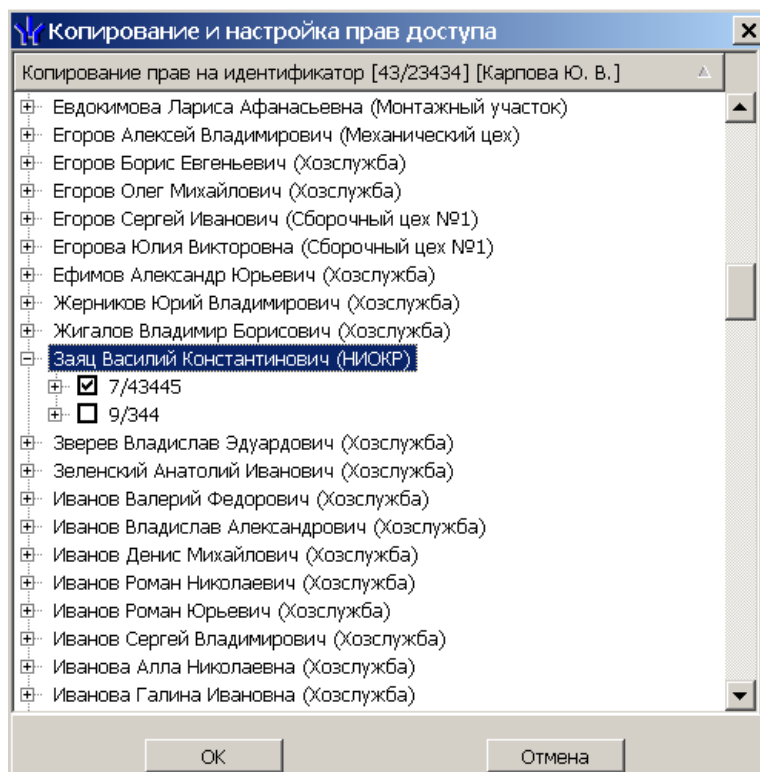 Копирование и настройка прав доступа
Копирование прав на идентификатор [43/23434] [Карпова Ю. В.]
Евдокимова Лариса Афанасьевна (Монтажный участок)
Егоров Алексей Владимирович (Механический цех)
Егоров Борис Евгеньевич (Хозслужба)
Егоров Олег Михайлович (Хозслужба)
Егоров Сергей Иванович (Сборочный цех №1)
Егорова Юлия Викторовна (Сборочный цех №1)
Ефимов Александр Юрьевич (Хозслужба)
Жерников Юрий Владимирович (Хозслужба)
Жигалов Владимир Борисович (Хозслужба)
Заяц Василий Константинович (НИОКР)
7/43445
9/344
Зверев Владислав Эдуардович (Хозслужба)
Зеленский Анатолий Иванович (Хозслужба)
Иванов Валерий Федорович (Хозслужба)
Иванов Владислав Александрович (Хозслужба)
Иванов Денис Михайлович (Хозслужба)
Иванов Роман Николаевич (Хозслужба)
Иванов Роман Юрьевич (Хозслужба)
Иванов Сергей Владимирович (Хозслужба)
Иванова Алла Николаевна (Хозслужба)
Иванова Галина Ивановна (Хозслужба)
ОК Отмена